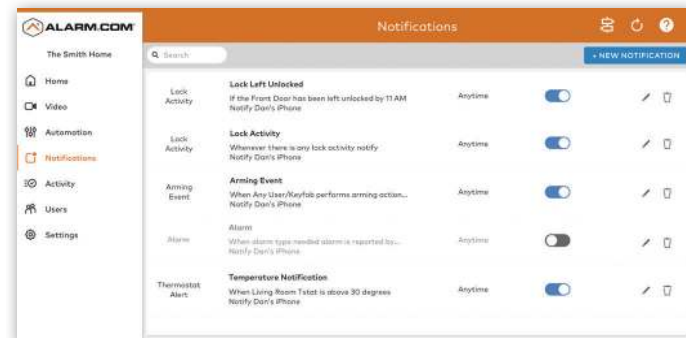 ALARM.COM
Notifications
The Smith Home
Search
+ NEW NOTIFICATION
Home
Video
Automation
Notifications
Activity
Users
Settings
Lock Activity
Lock Left Unlocked
If the Front Door has been left unlocked by 11 AM
Notify Dan's iPhone
Anytime
Lock Activity
Lock Activity
Whenever there is any lock activity notify
Notify Dan's iPhone
Anytime
Arming Event
Arming Event
When Any User/Keyfob performs arming action...
Notify Dan's iPhone
Anytime
Alarm
Alarm
When alarm type needed alarm is reported by...
Notify Dan's iPhone
Anytime
Thermostat Alert
Temperature Notification
When Living Room Tstat is above 30 degrees
Notify Dan's iPhone
Anytime